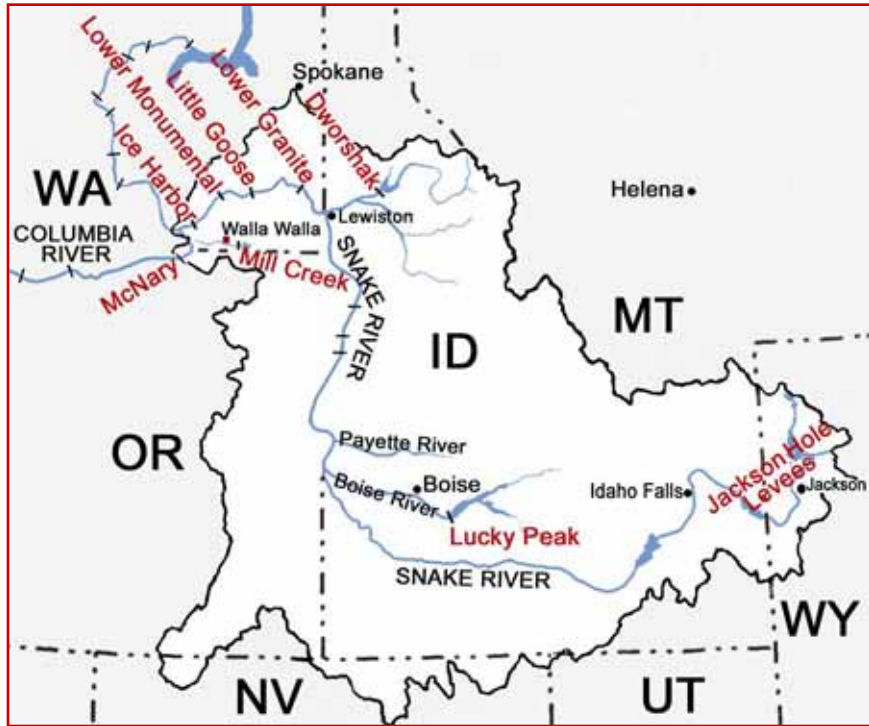 Spokane
Lower Monumental
Little Goose
Lower Granite
Dworshak
Ice Harbor
WA
Helena
Lewiston
Walla Walla
COLUMBIA
RIVER
Mill Creek
McNary
SNAKE RIVER
MT
ID
OR
Payette River
Boise
Boise River
Idaho Falls
Jackson Hole
Levees
Jackson
Lucky Peak
SNAKE RIVER
WY
NV
UT